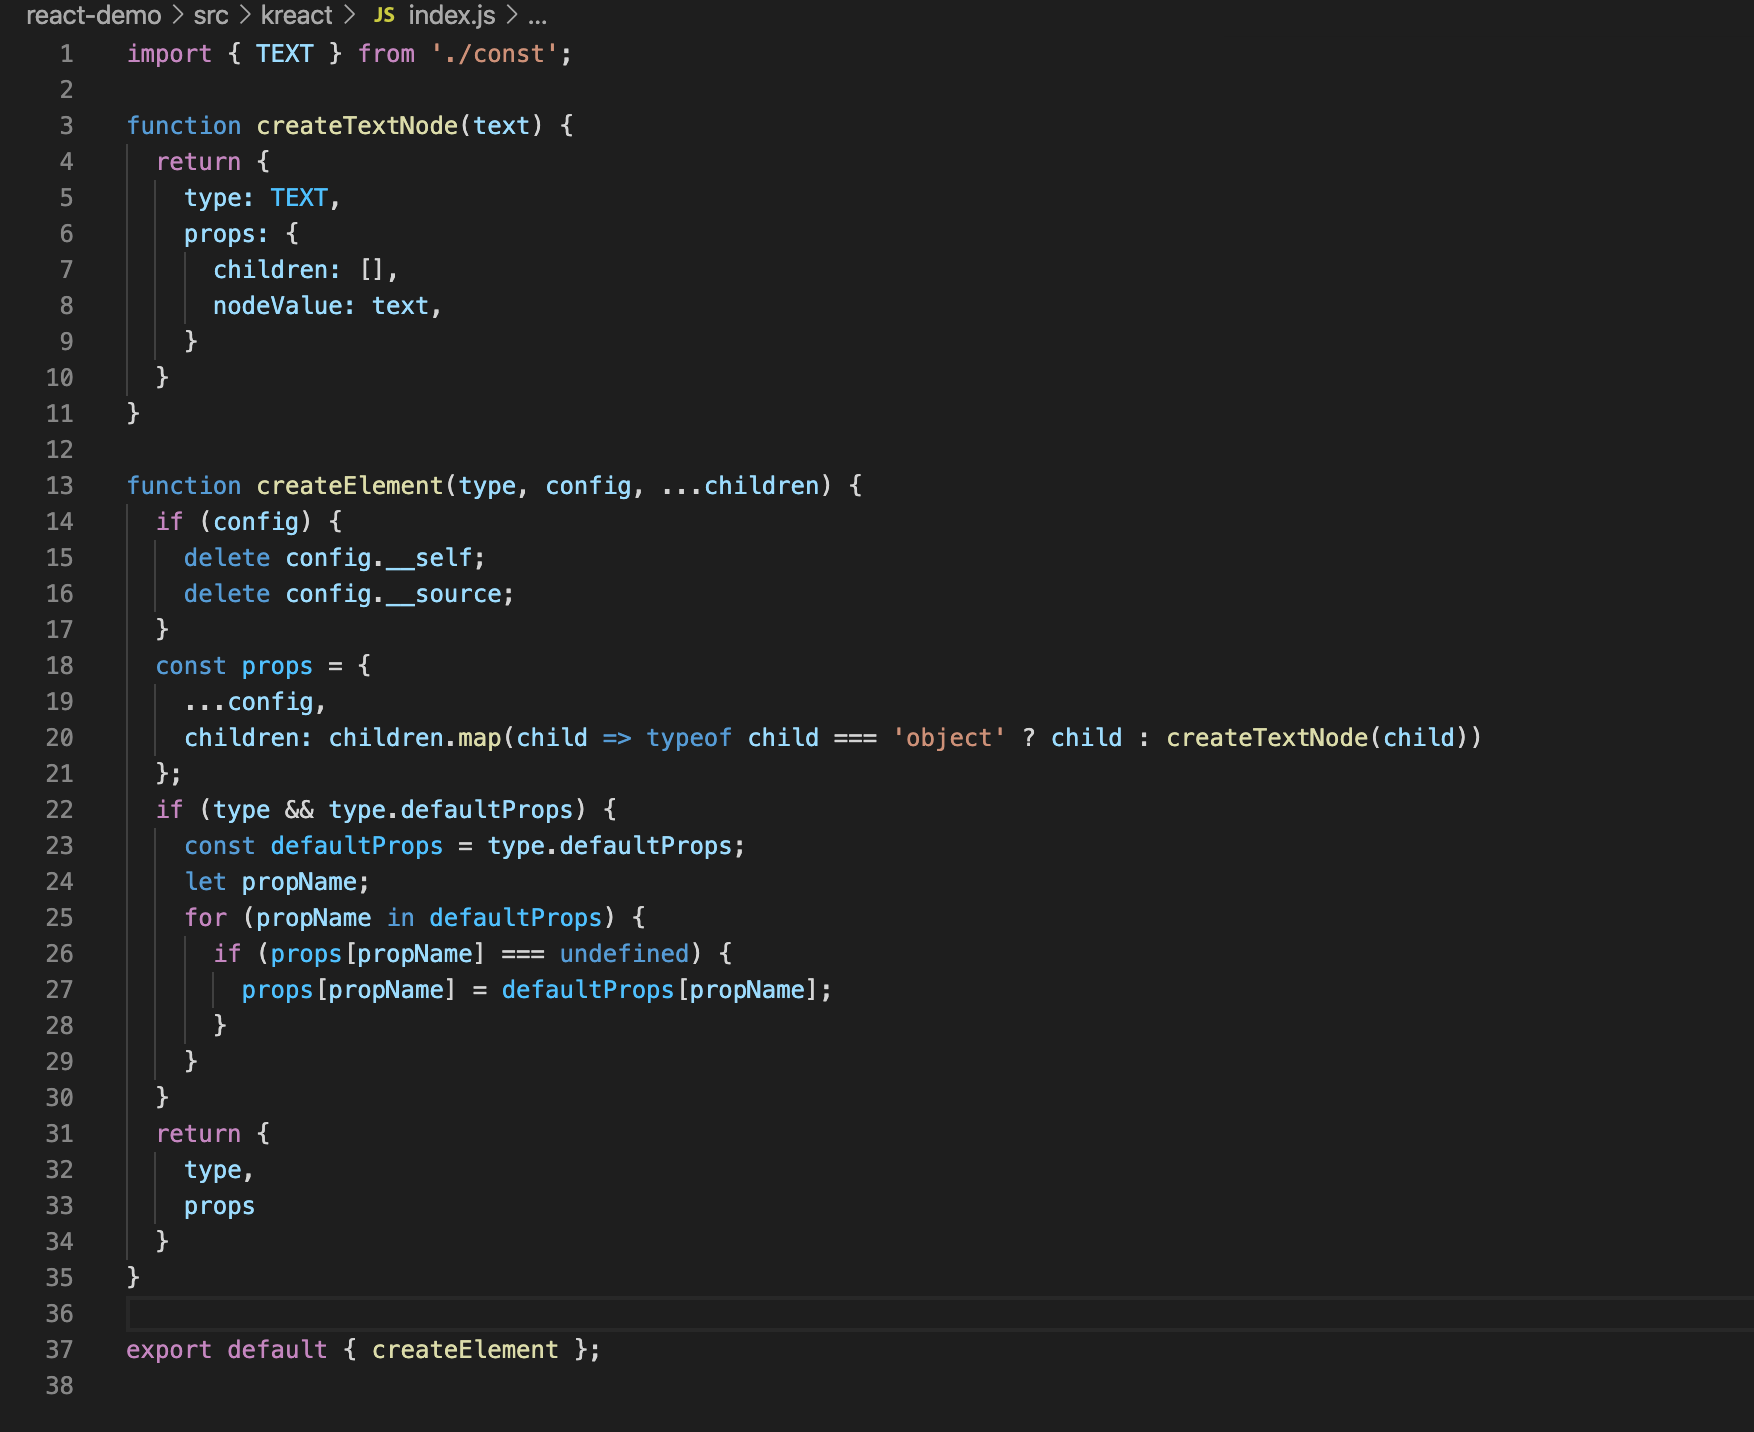 react-demo > src > kreact > JS index.js > ...
1 import { TEXT } from './const';
2
3 function createTextNode(text) {
4   return {
5     type: TEXT,
6     props: {
7       children: [],
8       nodeValue: text,
9     }
10   }
11 }
12
13 function createElement(type, config, ...children) {
14   if (config) {
15     delete config.__self;
16     delete config.__source;
17   }
18   const props = {
19     ...config,
20     children: children.map(child => typeof child === 'object' ? child : createTextNode(child))
21   };
22   if (type && type.defaultProps) {
23     const defaultProps = type.defaultProps;
24     let propName;
25     for (propName in defaultProps) {
26       if (props[propName] === undefined) {
27         props[propName] = defaultProps[propName];
28       }
29     }
30   }
31   return {
32     type,
33     props
34   }
35 }
36
37 export default { createElement };
38